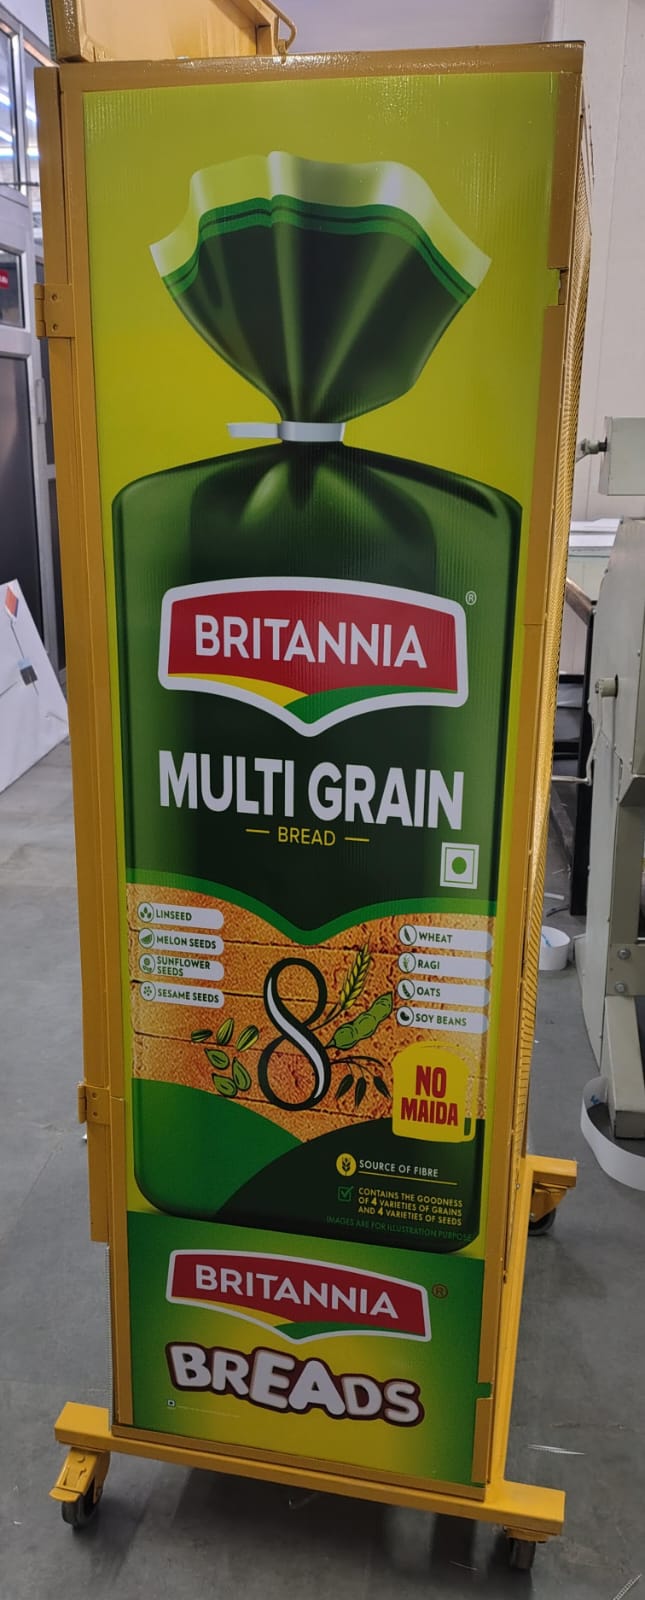 BRITANNIA
®
MULTI GRAIN
BREAD
LINSEED
MELON SEEDS
SUNFLOWER
SEEDS
SESAME SEEDS
WHEAT
RAGI
OATS
SOY BEANS
8
NO
MAIDA
SOURCE OF FIBRE
CONTAINS THE GOODNESS
OF 4 VARIETIES OF GRAINS
AND 4 VARIETIES OF SEEDS
IMAGES ARE FOR ILLUSTRATION PURPOSE
BRITANNIA
®
BREADS